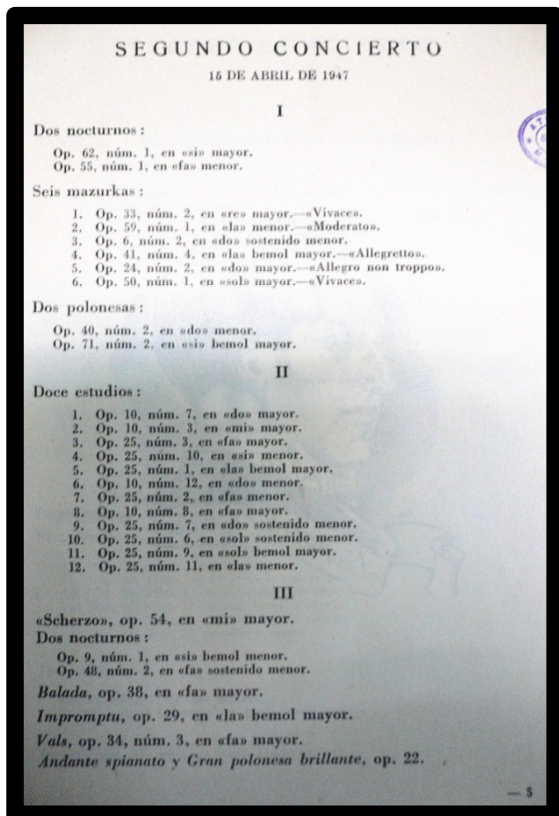 SEGUNDO CONCIERTO
15 DE ABRIL DE 1947
I
Dos nocturnos:
Op. 62, núm. 1, en «si» mayor.
Op. 55, núm. 1, en «fa» menor.
Seis mazurkas:
1. Op. 33, núm. 2, en «re» mayor.—«Vivace».
2. Op. 59, núm. 1, en «la» menor.—«Moderato».
3. Op. 6, núm. 2, en «do» sostenido menor.
4. Op. 41, núm. 4, en «la» bemol mayor.—«Allegretto».
5. Op. 24, núm. 2, en «do» mayor.—«Allegro non troppo».
6. Op. 50, núm. 1, en «sol» mayor.—«Vivace».
Dos polonesas:
Op. 40, núm. 2, en «do» menor.
Op. 71, núm. 2, en «si» bemol mayor.
II
Doce estudios:
1. Op. 10, núm. 7, en «do» mayor.
2. Op. 10, núm. 3, en «mi» mayor.
3. Op. 25, núm. 3, en «fa» mayor.
4. Op. 25, núm. 10, en «si» menor.
5. Op. 25, núm. 1, en «la» bemol mayor.
6. Op. 10, núm. 12, en «do» menor.
7. Op. 25, núm. 2, en «fa» menor.
8. Op. 10, núm. 8, en «fa» mayor.
9. Op. 25, núm. 7, en «do» sostenido menor.
10. Op. 25, núm. 6, en «sol» sostenido menor.
11. Op. 25, núm. 9, en «sol» bemol mayor.
12. Op. 25, núm. 11, en «la» menor.
III
«Scherzo», op. 54, en «mi» mayor.
Dos nocturnos:
Op. 9, núm. 1, en «si» bemol menor.
Op. 48, núm. 2, en «fa» sostenido menor.
Balada, op. 38, en «fa» mayor.
Impromptu, op. 29, en «la» bemol mayor.
Vals, op. 34, núm. 3, en «fa» mayor.
Andante spianato y Gran polonesa brillante, op. 22.
— 5